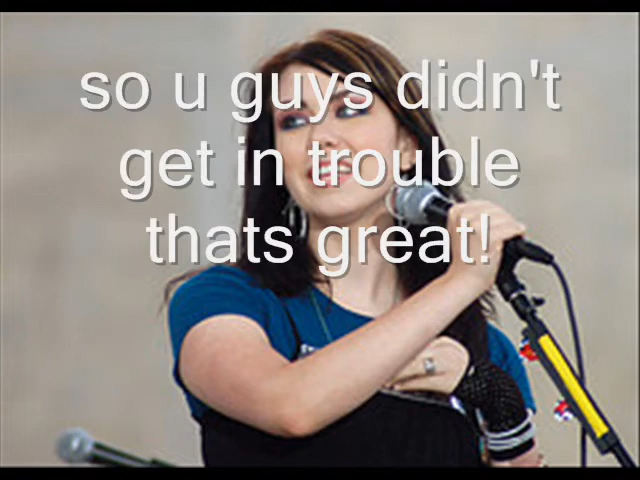 so u guys didn't
get in trouble
thats great!